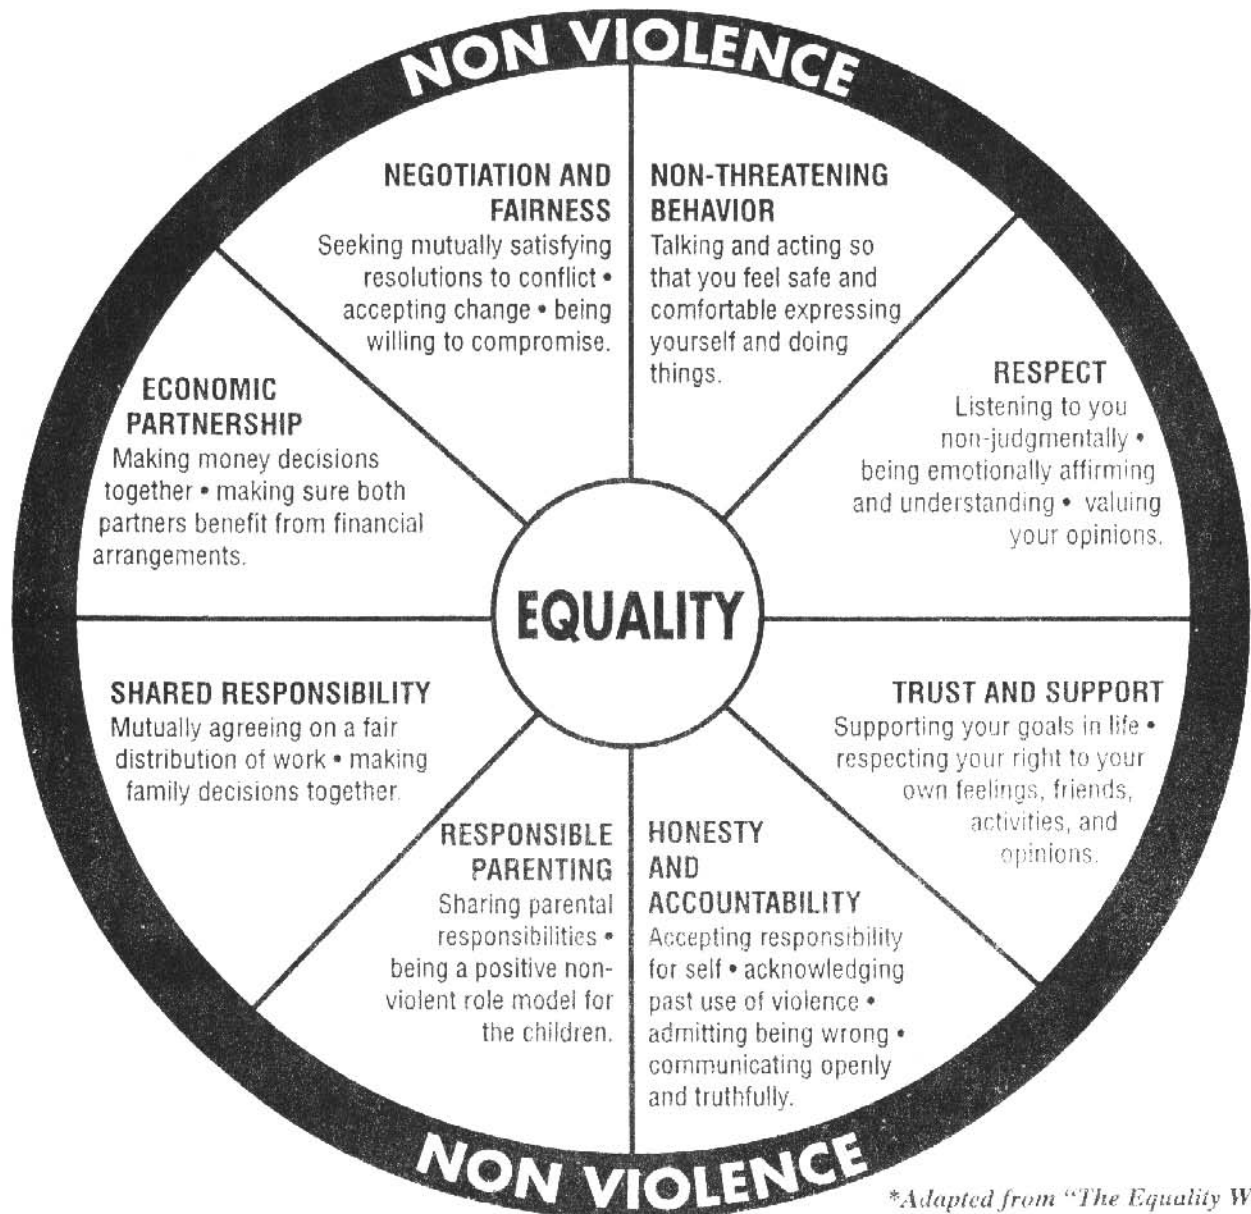 NON VIOLENCE
NEGOTIATION AND
FAIRNESS
Seeking mutually satisfying
resolutions to conflict •
accepting change • being
willing to compromise.
NON-THREATENING
BEHAVIOR
Talking and acting so
that you feel safe and
comfortable expressing
yourself and doing
things.
RESPECT
Listening to you
non-judgmentally •
being emotionally affirming
and understanding • valuing
your opinions.
ECONOMIC
PARTNERSHIP
Making money decisions
together • making sure both
partners benefit from financial
arrangements.
EQUALITY
SHARED RESPONSIBILITY
Mutually agreeing on a fair
distribution of work • making
family decisions together.
TRUST AND SUPPORT
Supporting your goals in life •
respecting your right to your
own feelings, friends,
activities, and
opinions.
RESPONSIBLE
PARENTING
Sharing parental
responsibilities •
being a positive non-
violent role model for
the children.
HONESTY
AND
ACCOUNTABILITY
Accepting responsibility
for self • acknowledging
past use of violence •
admitting being wrong •
communicating openly
and truthfully.
NON VIOLENCE
*Adapted from "The Equality W